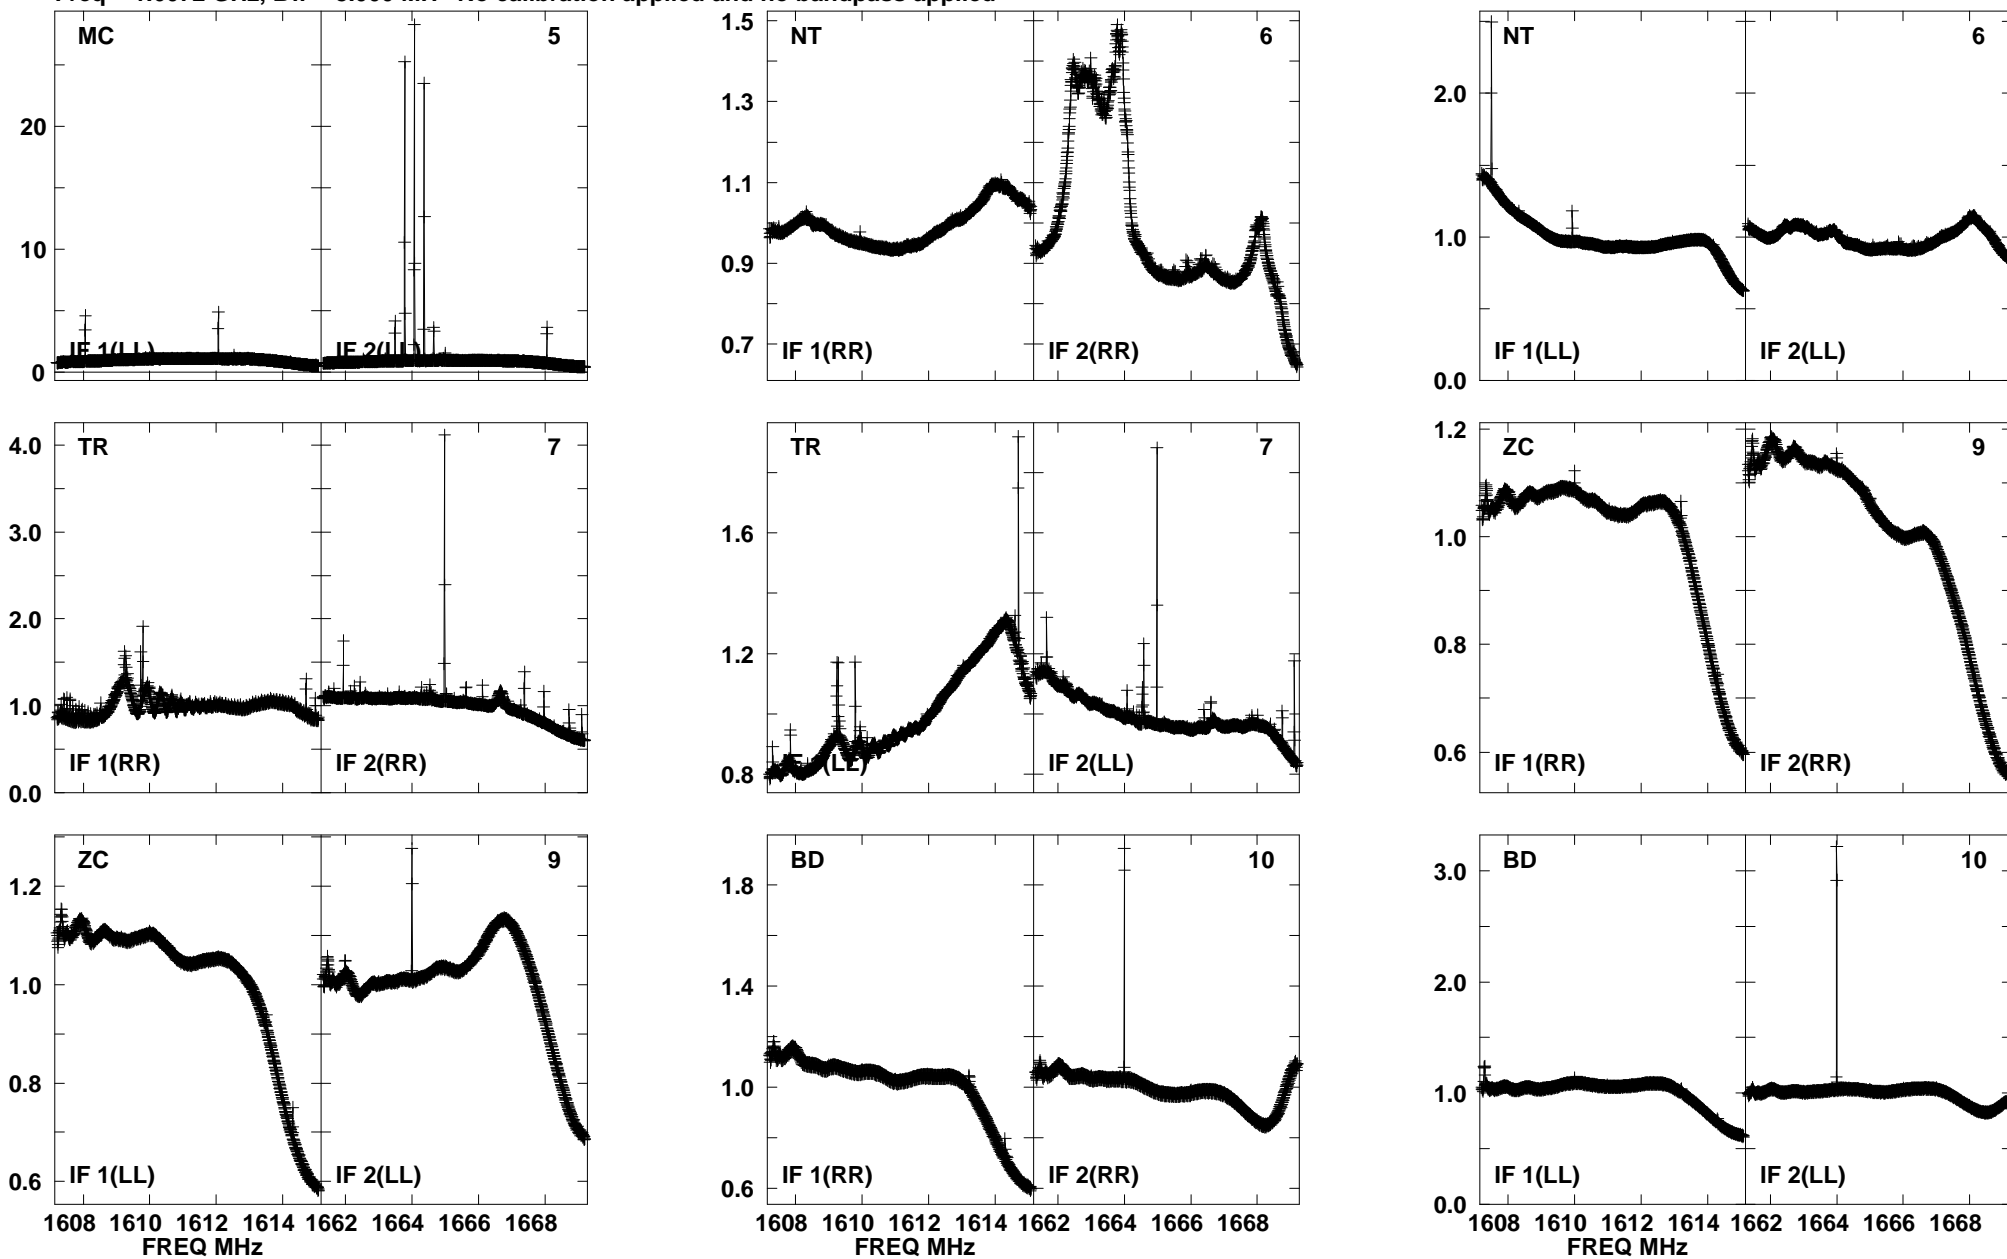 MC 5 NT 6 NT 6
20
10
0
IF 1(LL) IF 2(LL)
1.5
1.3
1.1
0.9
0.7
IF 1(RR) IF 2(RR)
2.0
1.0
0.0
IF 1(LL) IF 2(LL)
TR 7 TR 7 ZC 9
4.0
3.0
2.0
1.0
0.0
IF 1(RR) IF 2(RR)
1.6
1.2
0.8
(LL) IF 2(LL)
1.2
1.0
0.8
0.6
IF 1(RR) IF 2(RR)
ZC 9 BD 10 BD 10
1.2
1.0
0.8
0.6
IF 1(LL) IF 2(LL)
1.8
1.4
1.0
0.6
IF 1(RR) IF 2(RR)
3.0
2.0
1.0
0.0
IF 1(LL) IF 2(LL)
1608 1610 1612 1614 1662 1664 1666 1668
FREQ MHz
1608 1610 1612 1614 1662 1664 1666 1668
FREQ MHz
1608 1610 1612 1614 1662 1664 1666 1668
FREQ MHz